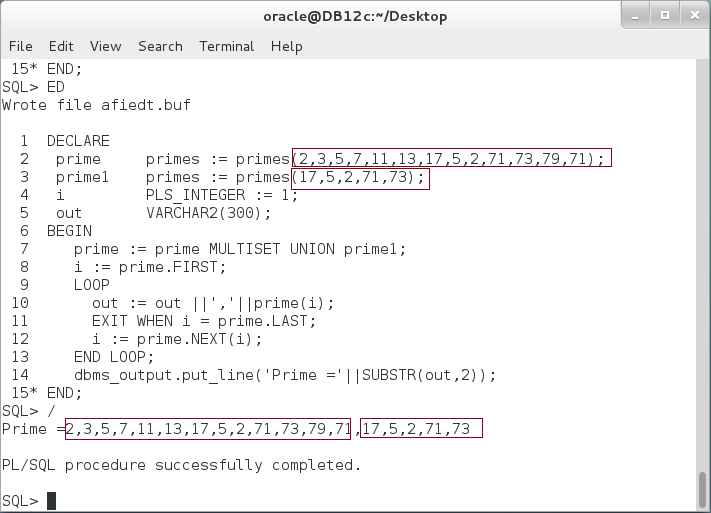 oracle@DB12c:~/Desktop
File Edit View Search Terminal Help
 15* END;
SQL> ED
Wrote file afiedt.buf

  1  DECLARE
  2   prime     primes := primes(2,3,5,7,11,13,17,5,2,71,73,79,71);
  3   prime1    primes := primes(17,5,2,71,73);
  4   i         PLS_INTEGER := 1;
  5   out       VARCHAR2(300);
  6  BEGIN
  7     prime := prime MULTISET UNION prime1;
  8     i := prime.FIRST;
  9     LOOP
 10       out := out ||','||prime(i);
 11       EXIT WHEN i = prime.LAST;
 12       i := prime.NEXT(i);
 13     END LOOP;
 14     dbms_output.put_line('Prime ='||SUBSTR(out,2));
 15* END;
SQL> /
Prime =2,3,5,7,11,13,17,5,2,71,73,79,71,17,5,2,71,73

PL/SQL procedure successfully completed.

SQL>